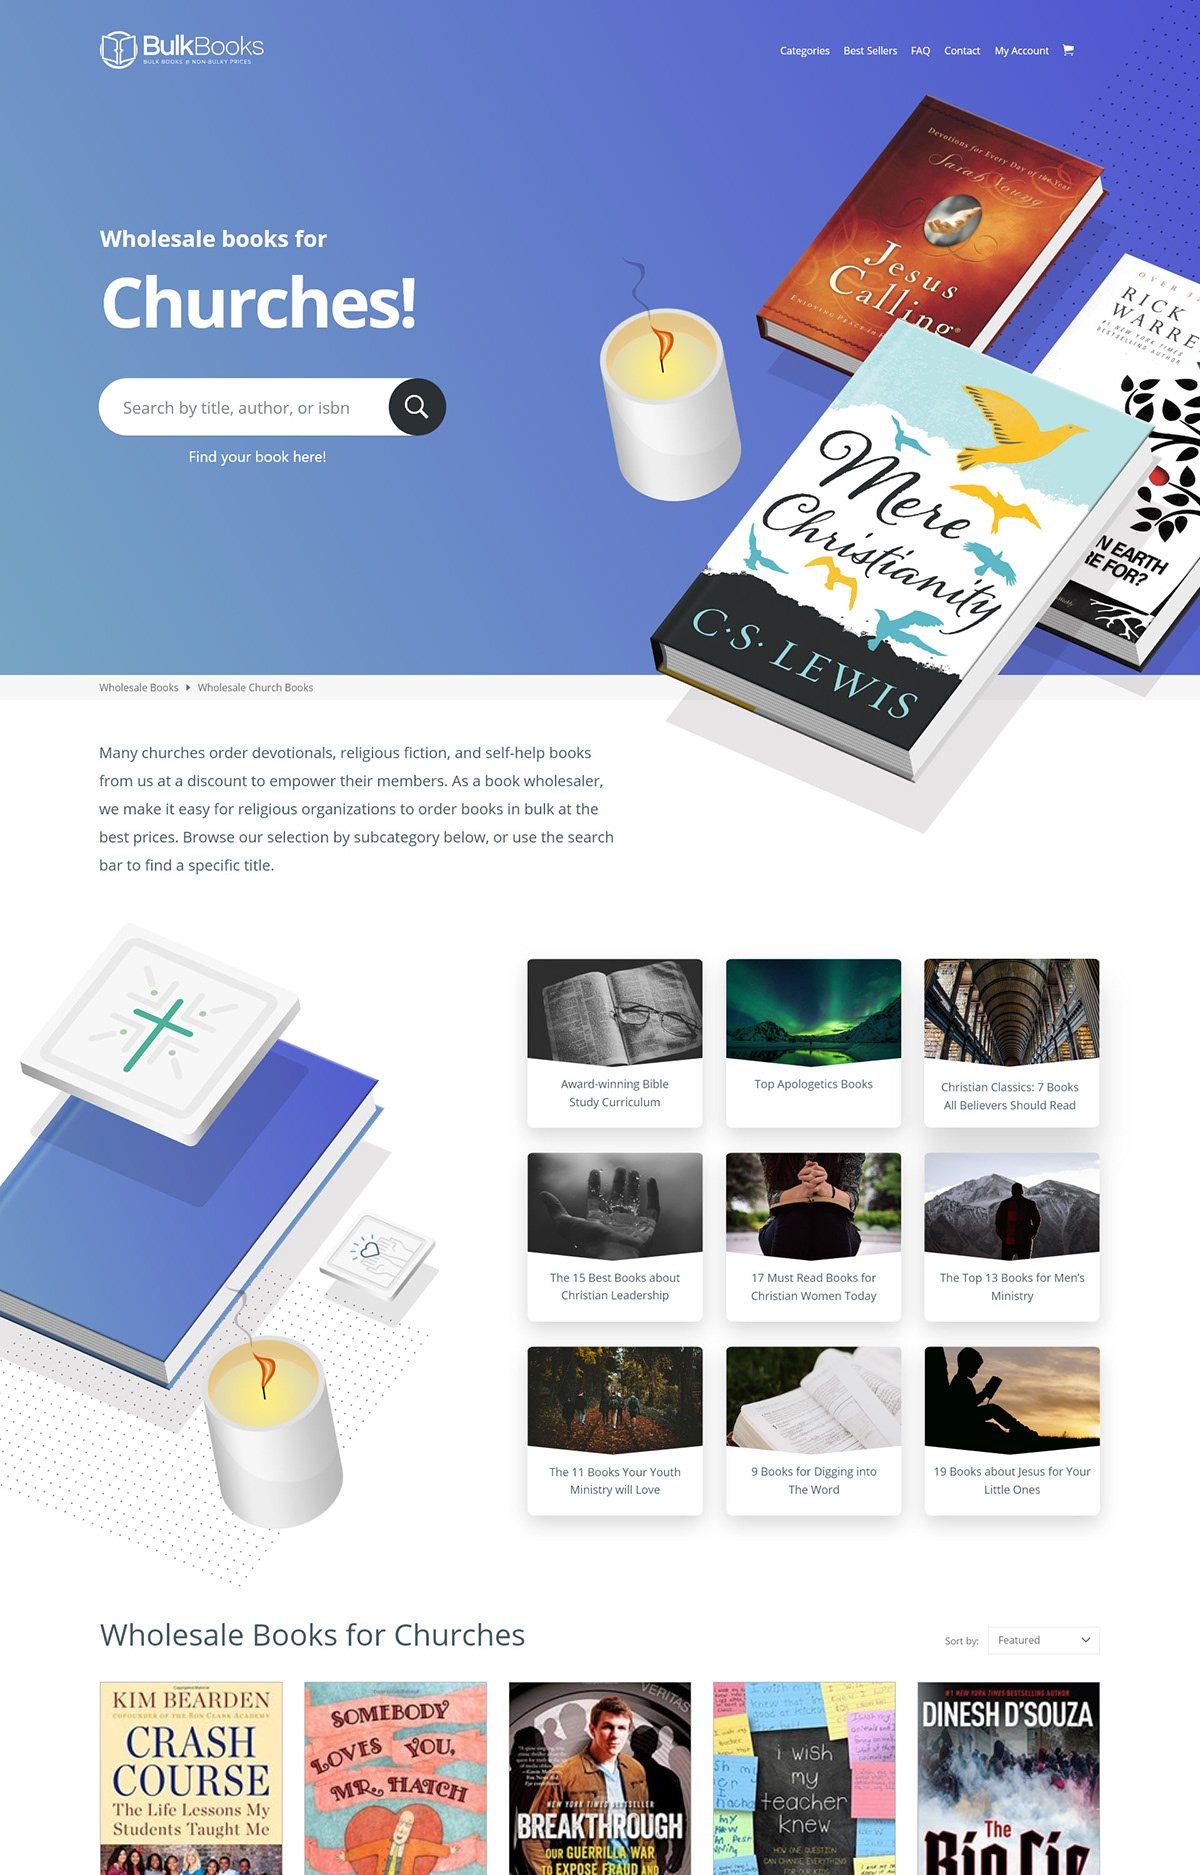 BulkBooks
BULK BOOKS @ NON-BULKY PRICES
Categories Best Sellers FAQ Contact My Account
Wholesale books for
Churches!
Search by title, author, or isbn
Find your book here!
Devotions for Every Day of the Year
Sarah Young
Jesus
Calling®
ENJOYING PEACE
RICK
WARRE
#1 NEW YORK TIMES
BESTSELLING AUTHOR
N EARTH
RE FOR?
Mere
Christianity
C·S· LEWIS
Wholesale Books Wholesale Church Books
Many churches order devotionals, religious fiction, and self-help books
from us at a discount to empower their members. As a book wholesaler,
we make it easy for religious organizations to order books in bulk at the
best prices. Browse our selection by subcategory below, or use the search
bar to find a specific title.
Award-winning Bible
Study Curriculum
Top Apologetics Books
Christian Classics: 7 Books
All Believers Should Read
The 15 Best Books about
Christian Leadership
17 Must Read Books for
Christian Women Today
The Top 13 Books for Men's
Ministry
The 11 Books Your Youth
Ministry will Love
9 Books for Digging into
The Word
19 Books about Jesus for Your
Little Ones
Wholesale Books for Churches
Sort by: Featured
KIM BEARDEN
COFOUNDER OF THE RON CLARK ACADEMY
CRASH
COURSE
The Life Lessons My
Students Taught Me
SOMEBODY
LOVES YOU,
MR. HATCH
VERITAS
NEW YORK TIMES BESTSELLER
BREAKTHROUGH
OUR GUERRILLA WAR
TO EXPOSE FRAUD AND
i wish
my
teacher
knew
HOW ONE QUESTION
CAN CHANGE EVERYTHING
FOR OUR KIDS
#1 NEW YORK TIMES BESTSELLING AUTHOR
DINESH D'SOUZA
The
Big Lie